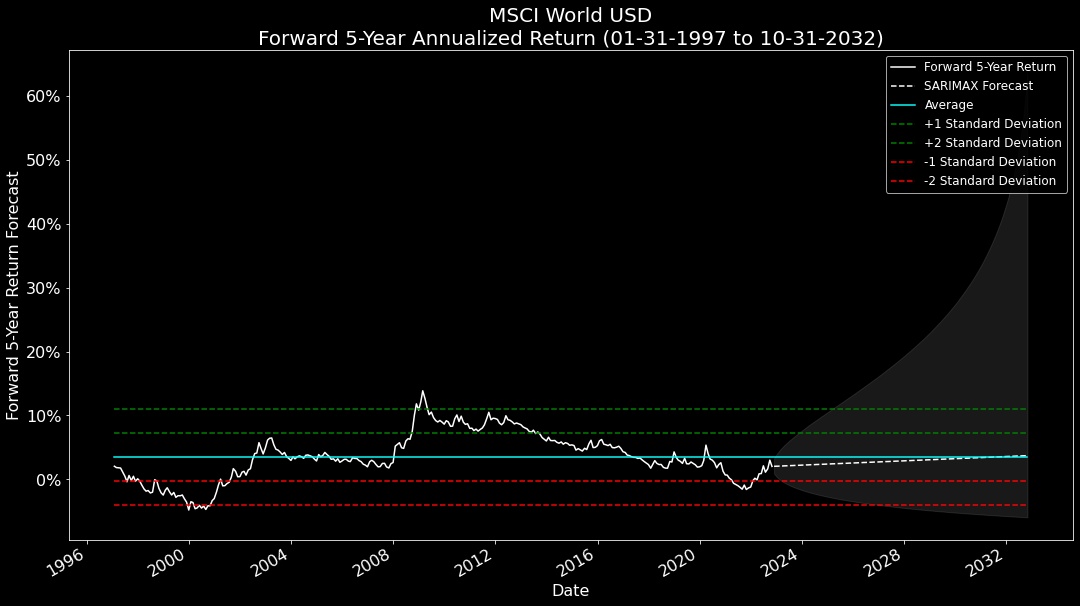 MSCI World USD
Forward 5-Year Annualized Return (01-31-1997 to 10-31-2032)
Forward 5-Year Return
SARIMAX Forecast
Average
+1 Standard Deviation
+2 Standard Deviation
-1 Standard Deviation
-2 Standard Deviation
Forward 5-Year Return Forecast
60%
50%
40%
30%
20%
10%
0%
1996
2000
2004
2008
2012
2016
2020
2024
2028
2032
Date